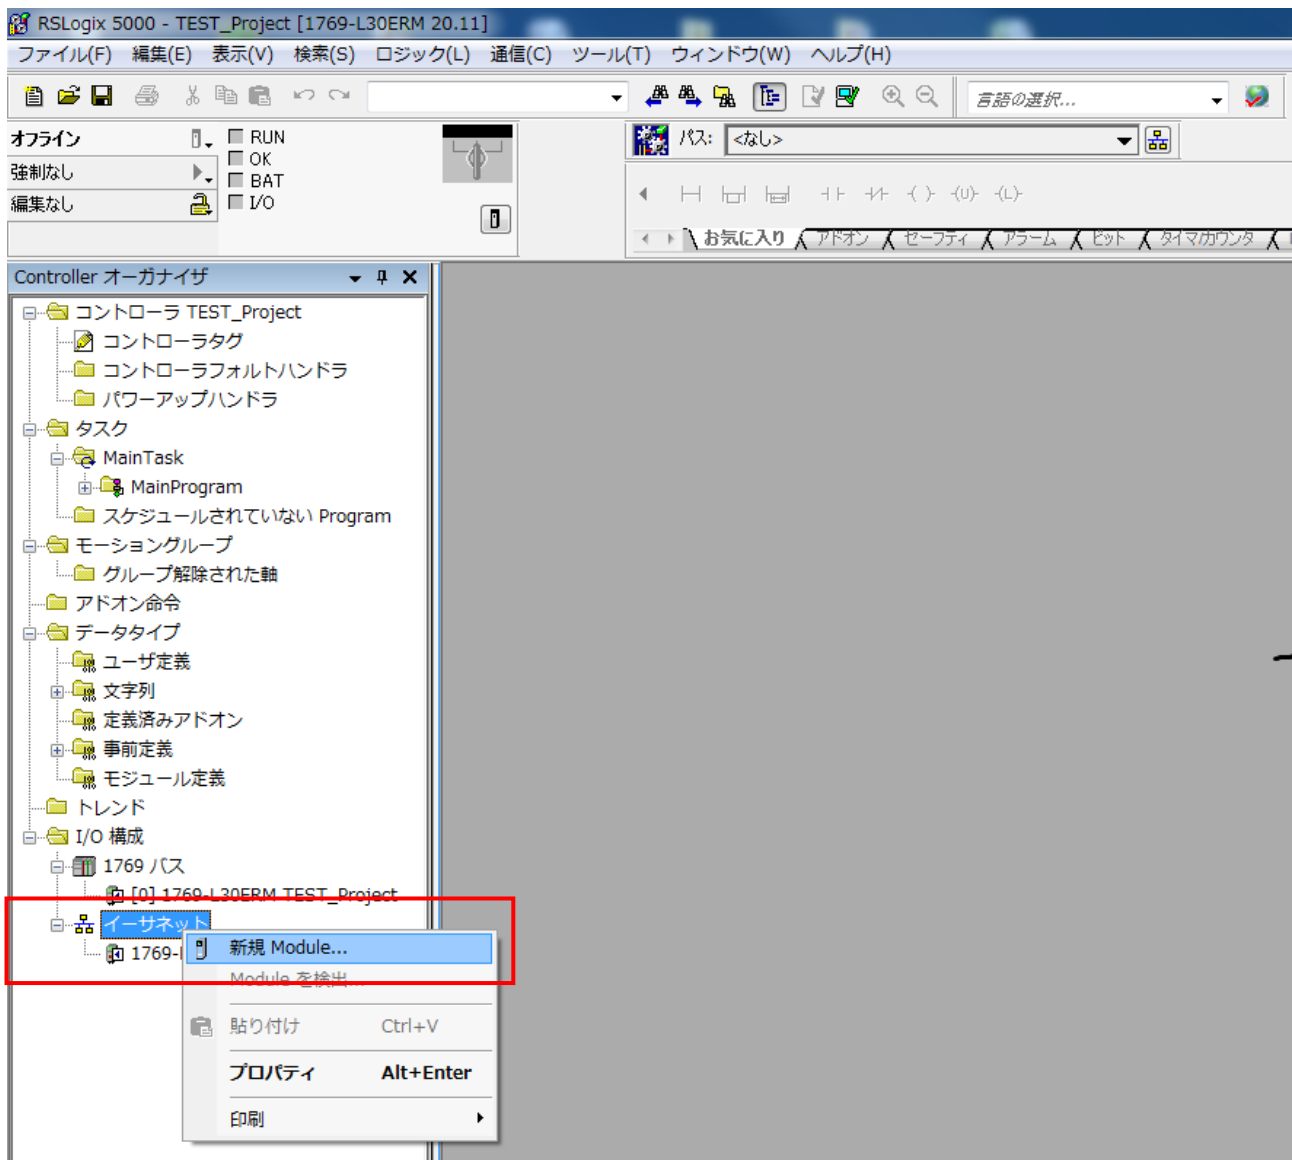 RSLogix 5000 - TEST_Project [1769-L30ERM 20.11]
ファイル(F) 編集(E) 表示(V) 検索(S) ロジック(L) 通信(C) ツール(T) ウィンドウ(W) ヘルプ(H)
言語の選択...
オフライン
RUN
OK
BAT
I/O
強制なし
編集なし
パス: <なし>
お気に入り アドオン セーフティ アラーム ビット タイマ/カウンタ
Controller オーガナイザ
コントローラ TEST_Project
コントローラタグ
コントローラフォルトハンドラ
パワーアップハンドラ
タスク
MainTask
MainProgram
スケジュールされていない Program
モーショングループ
グループ解除された軸
アドオン命令
データタイプ
ユーザ定義
文字列
定義済みアドオン
事前定義
モジュール定義
トレンド
I/O 構成
1769 バス
[0] 1769-L30ERM TEST_Project
イーサネット
1769-
新規 Module...
Module を検出...
貼り付け Ctrl+V
プロパティ Alt+Enter
印刷